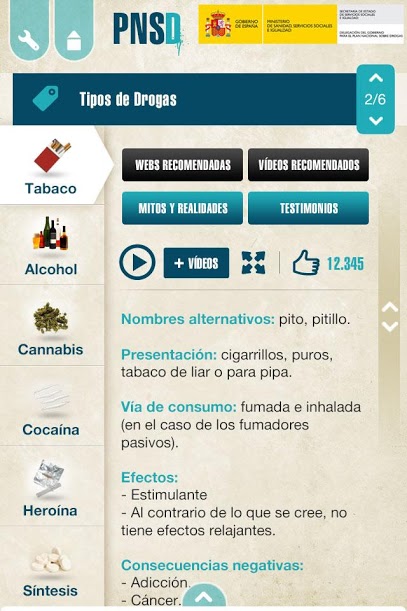 PNSD
GOBIERNO
DE ESPAÑA
MINISTERIO
DE SANIDAD, SERVICIOS SOCIALES
E IGUALDAD
SECRETARÍA DE ESTADO
DE SERVICIOS SOCIALES
E IGUALDAD
DELEGACIÓN DEL GOBIERNO
PARA EL PLAN NACIONAL SOBRE DROGAS
Tipos de Drogas
2/6
Tabaco
Alcohol
Cannabis
Cocaína
Heroína
Síntesis
WEBS RECOMENDADAS
VÍDEOS RECOMENDADOS
MITOS Y REALIDADES
TESTIMONIOS
+ VÍDEOS
12.345
Nombres alternativos: pito, pitillo.
Presentación: cigarrillos, puros,
tabaco de liar o para pipa.
Vía de consumo: fumada e inhalada
(en el caso de los fumadores
pasivos).
Efectos:
- Estimulante
- Al contrario de lo que se cree, no
tiene efectos relajantes.
Consecuencias negativas:
- Adicción.
- Cáncer.